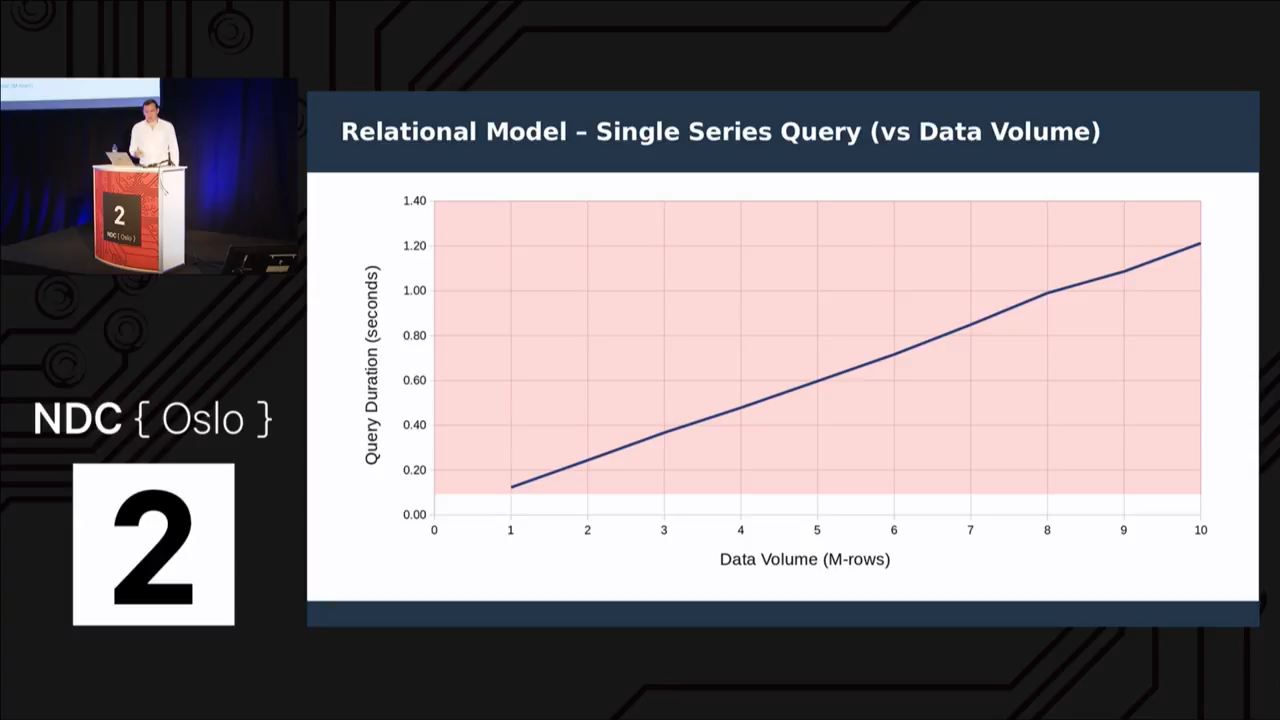 Relational Model – Single Series Query (vs Data Volume)
2
NDC { Oslo }
NDC { Oslo }
2
Query Duration (seconds)
1.40
1.20
1.00
0.80
0.60
0.40
0.20
0.00
0 1 2 3 4 5 6 7 8 9 10
Data Volume (M-rows)